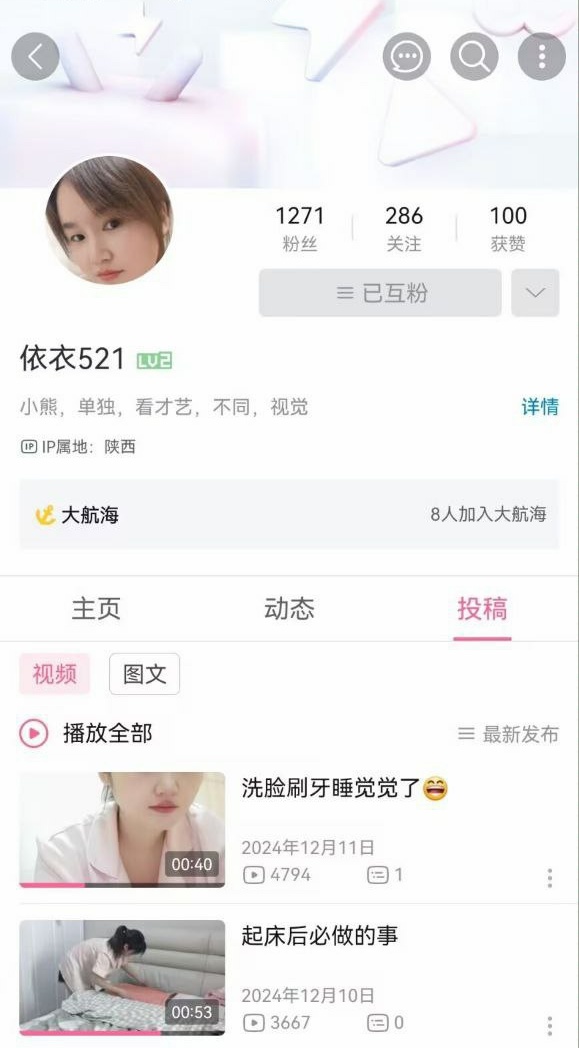 1271 286 100
粉丝 关注 获赞
已互粉
依衣521 LV2
小熊，单独，看才艺，不同，视觉 详情
IP IP属地：陕西
大航海 8人加入大航海
主页 动态 投稿
视频 图文
播放全部 最新发布
洗脸刷牙睡觉觉了😄
00:40
2024年12月11日
4794 1
起床后必做的事
00:53
2024年12月10日
3667 0